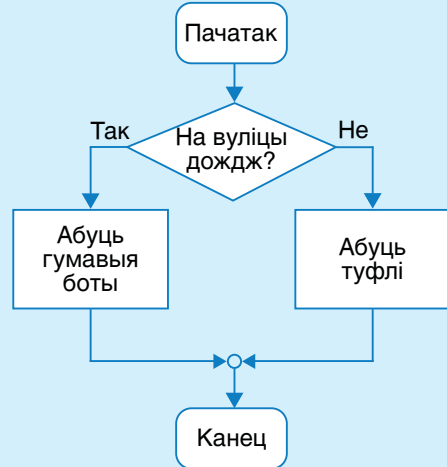 Пачатак
Так
На вуліцы
дождж?
Не
Абуць
гумавыя
боты
Абуць
туфлі
Канец